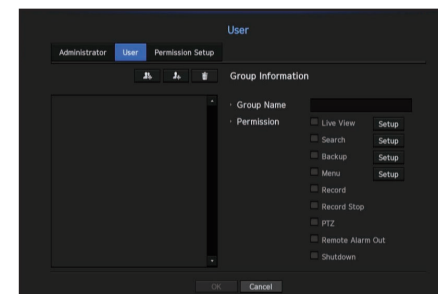 User
Administrator User Permission Setup
Group Information
· Group Name
· Permission
Live View Setup
Search Setup
Backup Setup
Menu Setup
Record
Record Stop
PTZ
Remote Alarm Out
Shutdown
OK Cancel